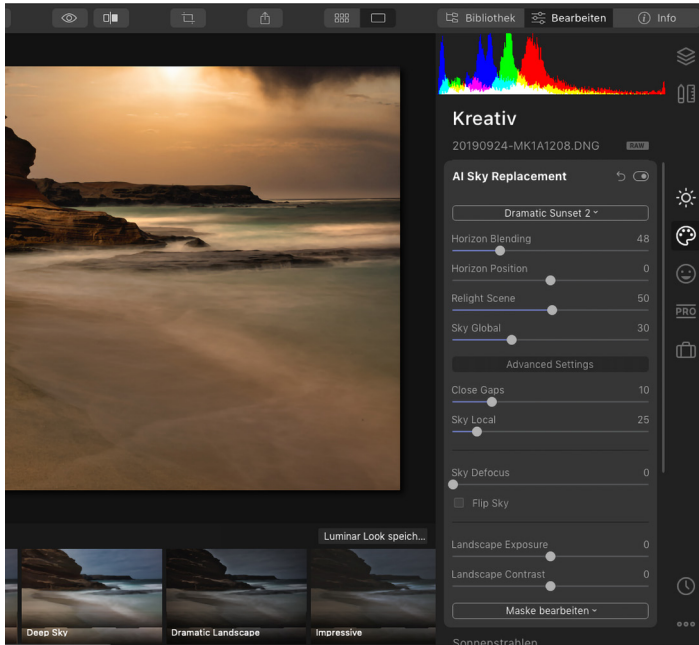 Bibliothek
Bearbeiten
Info
Kreativ
20190924-MK1A1208.DNG RAW
AI Sky Replacement
Dramatic Sunset 2
Horizon Blending 48
Horizon Position 0
Relight Scene 50
Sky Global 30
Advanced Settings
Close Gaps 10
Sky Local 25
Sky Defocus 0
Flip Sky
Landscape Exposure 0
Landscape Contrast 0
Maske bearbeiten
Sonnenstrahlen
PRO
Luminar Look speich...
Deep Sky
Dramatic Landscape
Impressive